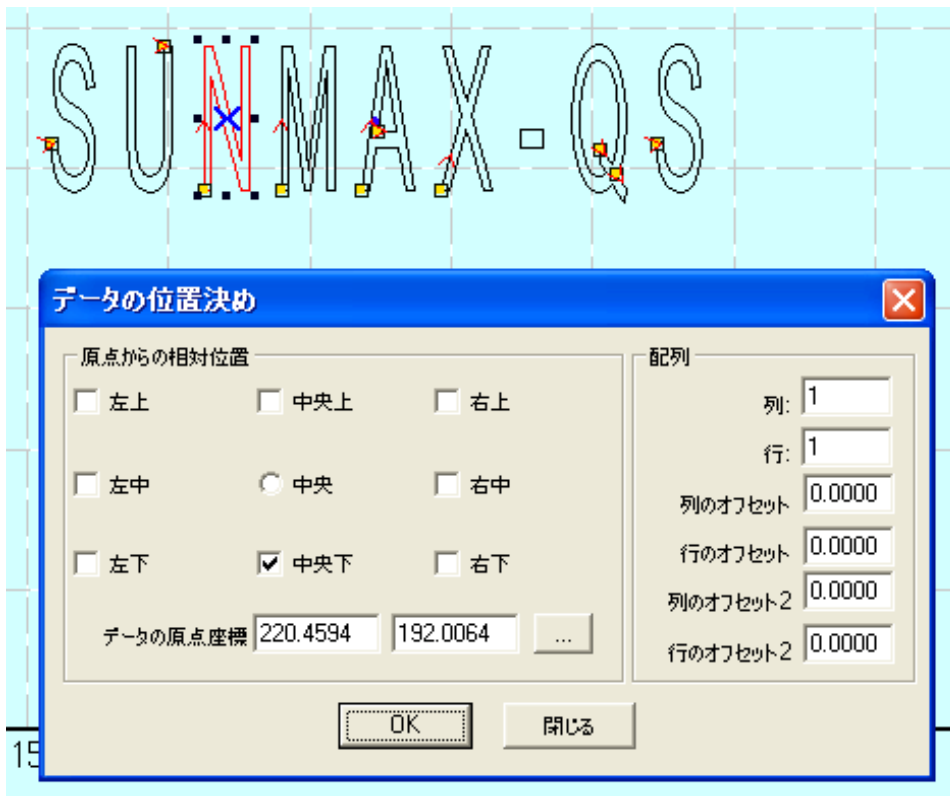 SUNMAX-QS
データの位置決め
原点からの相対位置
左上 中央上 右上
左中 中央 右中
左下 中央下 右下
データの原点座標 220.4594 192.0064 ...
配列
列: 1
行: 1
列のオフセット 0.0000
行のオフセット 0.0000
列のオフセット2 0.0000
行のオフセット2 0.0000
OK 閉じる
15